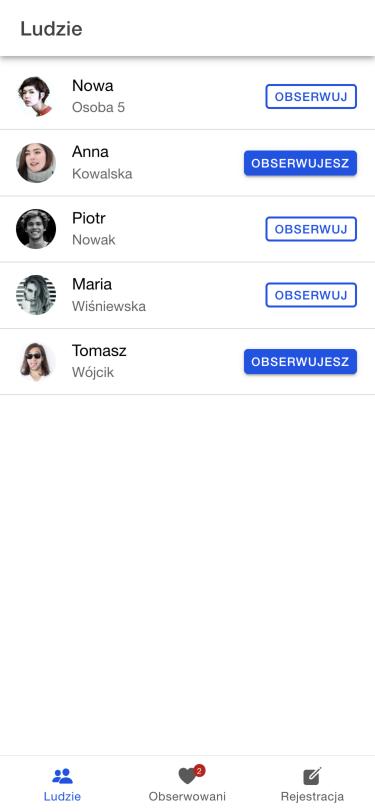 Ludzie
Nowa
Osoba 5
OBSERWUJ
Anna
Kowalska
OBSERWUJESZ
Piotr
Nowak
OBSERWUJ
Maria
Wiśniewska
OBSERWUJ
Tomasz
Wójcik
OBSERWUJESZ
Ludzie
2
Obserwowani
Rejestracja